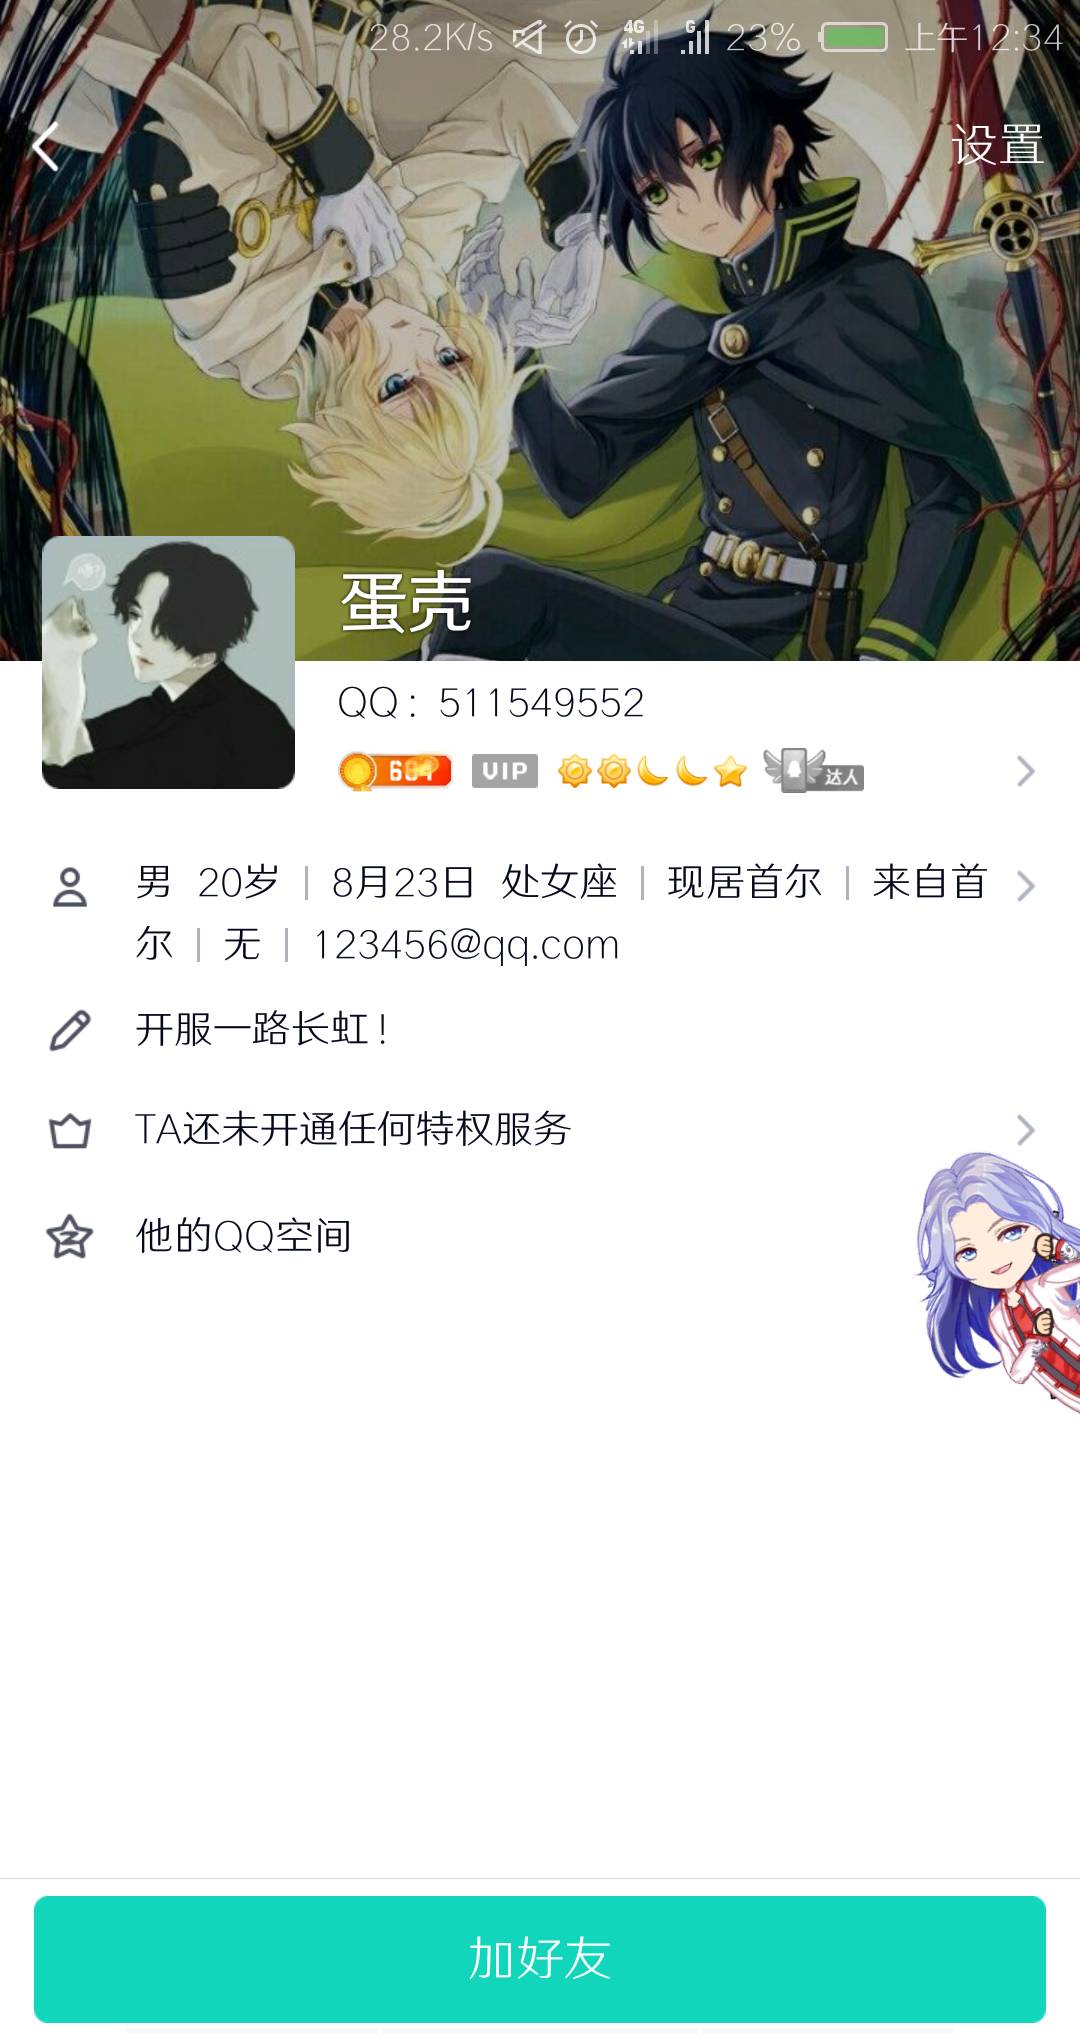 28.2K/s 4G G 23% 上午12:34
设置
蛋壳
QQ：511549552
VIP 达人
男 20岁 | 8月23日 处女座 | 现居首尔 | 来自首
尔 | 无 | 123456@qq.com
开服一路长虹！
TA还未开通任何特权服务
他的QQ空间
加好友